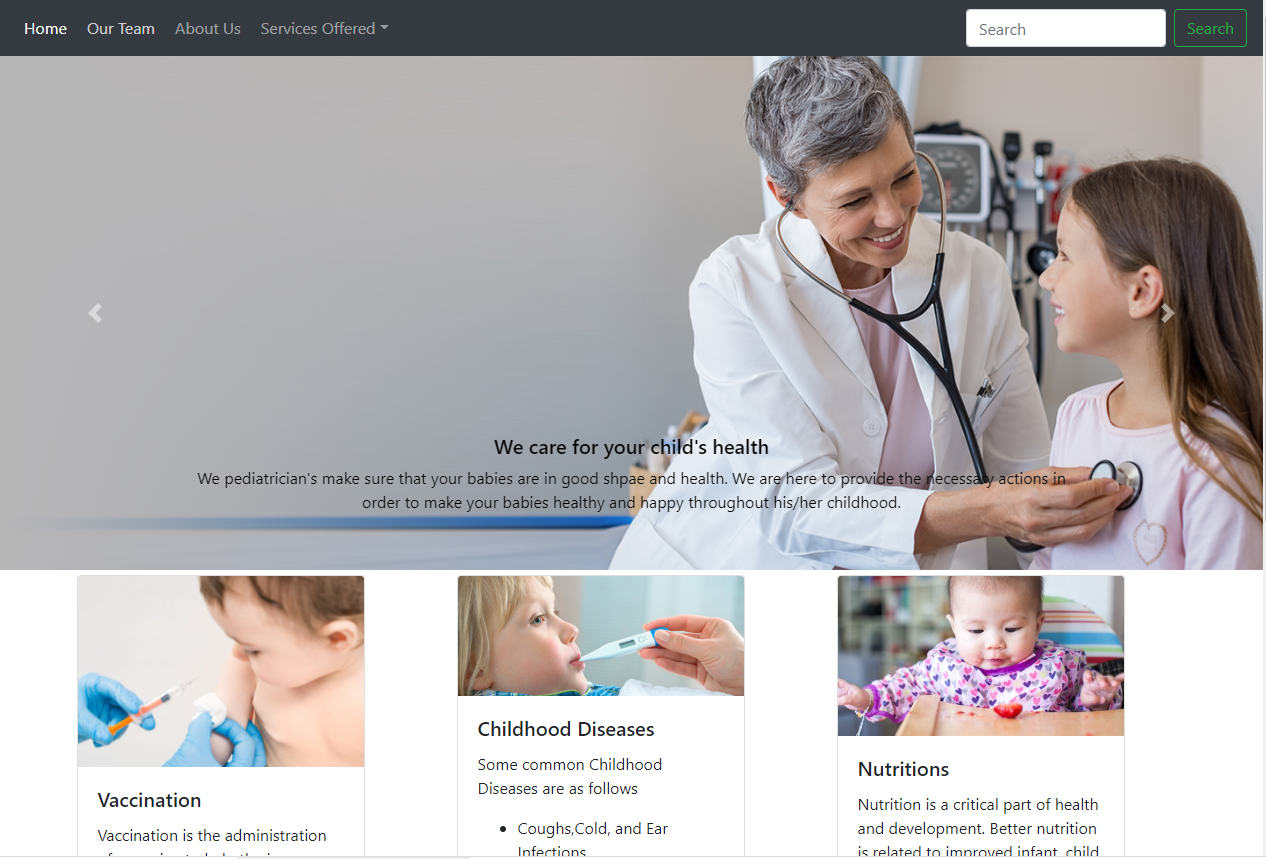 Home Our Team About Us Services Offered Search Search
We care for your child's health
We pediatrician's make sure that your babies are in good shpae and health. We are here to provide the necessary actions in
order to make your babies healthy and happy throughout his/her childhood.
Vaccination
Vaccination is the administration
Childhood Diseases
Some common Childhood
Diseases are as follows
Coughs,Cold, and Ear
Infections
Nutritions
Nutrition is a critical part of health
and development. Better nutrition
is related to improved infant, child